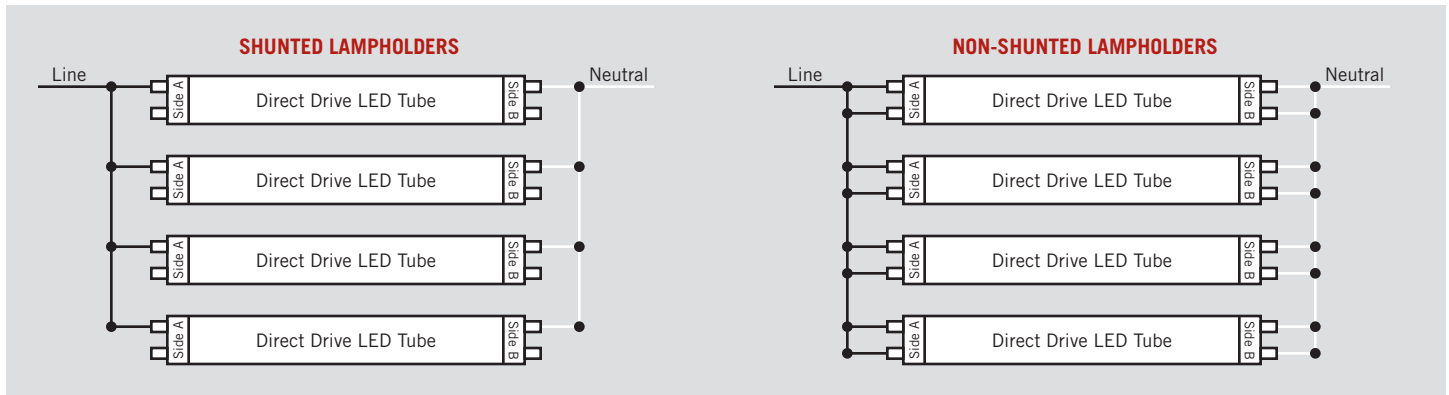 SHUNTED LAMPHOLDERS
Line
Neutral
Side A
Direct Drive LED Tube
Side B
Side A
Direct Drive LED Tube
Side B
Side A
Direct Drive LED Tube
Side B
Side A
Direct Drive LED Tube
Side B
NON-SHUNTED LAMPHOLDERS
Line
Neutral
Side A
Direct Drive LED Tube
Side B
Side A
Direct Drive LED Tube
Side B
Side A
Direct Drive LED Tube
Side B
Side A
Direct Drive LED Tube
Side B